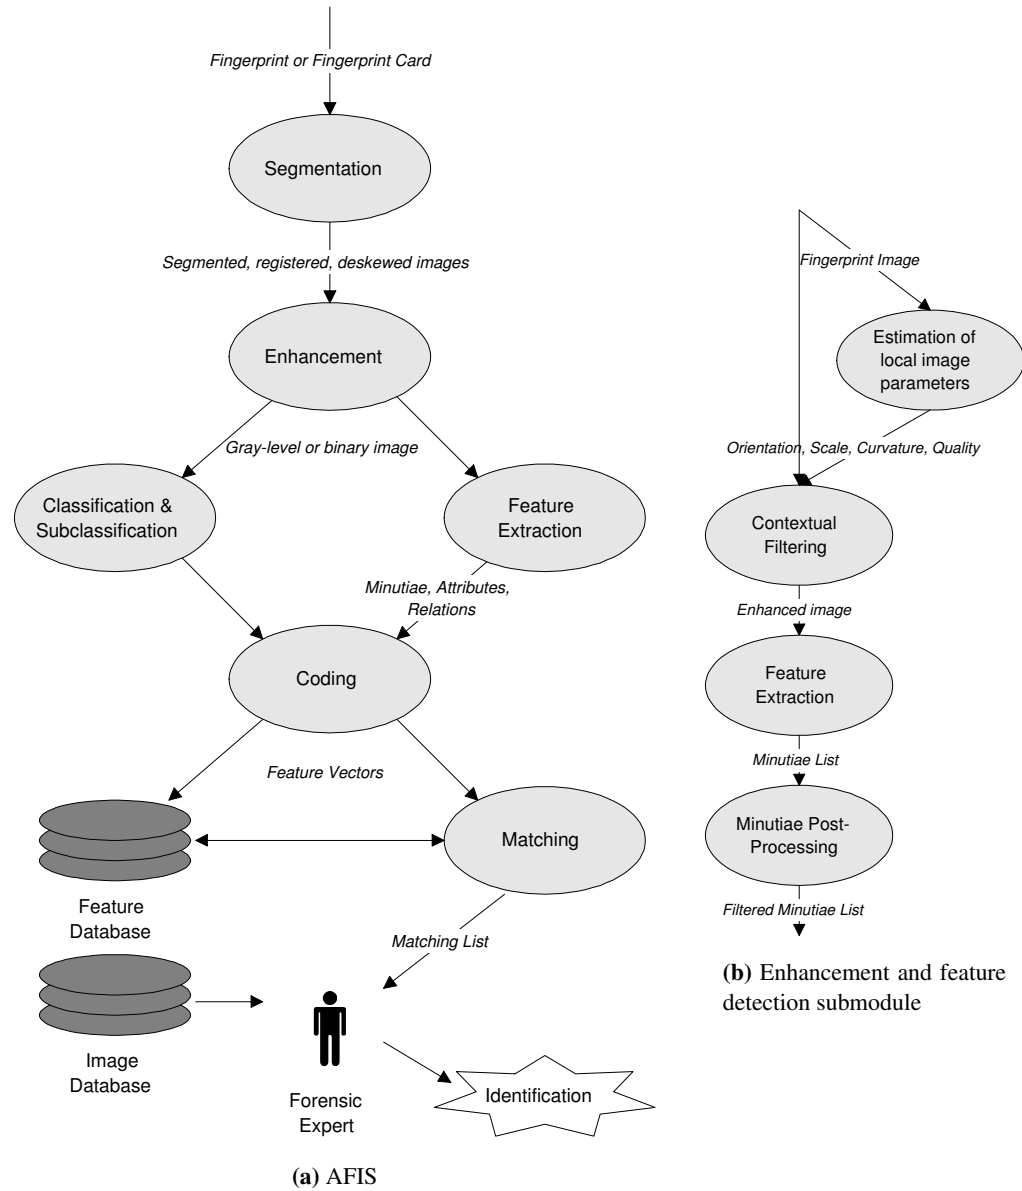 Fingerprint or Fingerprint Card
Segmentation
Segmented, registered, deskewed images
Enhancement
Gray-level or binary image
Classification &
Subclassification
Feature
Extraction
Minutiae, Attributes,
Relations
Coding
Feature Vectors
Matching
Feature
Database
Matching List
Image
Database
Forensic
Expert
Identification
(a) AFIS
Fingerprint Image
Estimation of
local image
parameters
Orientation, Scale, Curvature, Quality
Contextual
Filtering
Enhanced image
Feature
Extraction
Minutiae List
Minutiae Post-
Processing
Filtered Minutiae List
(b) Enhancement and feature
detection submodule